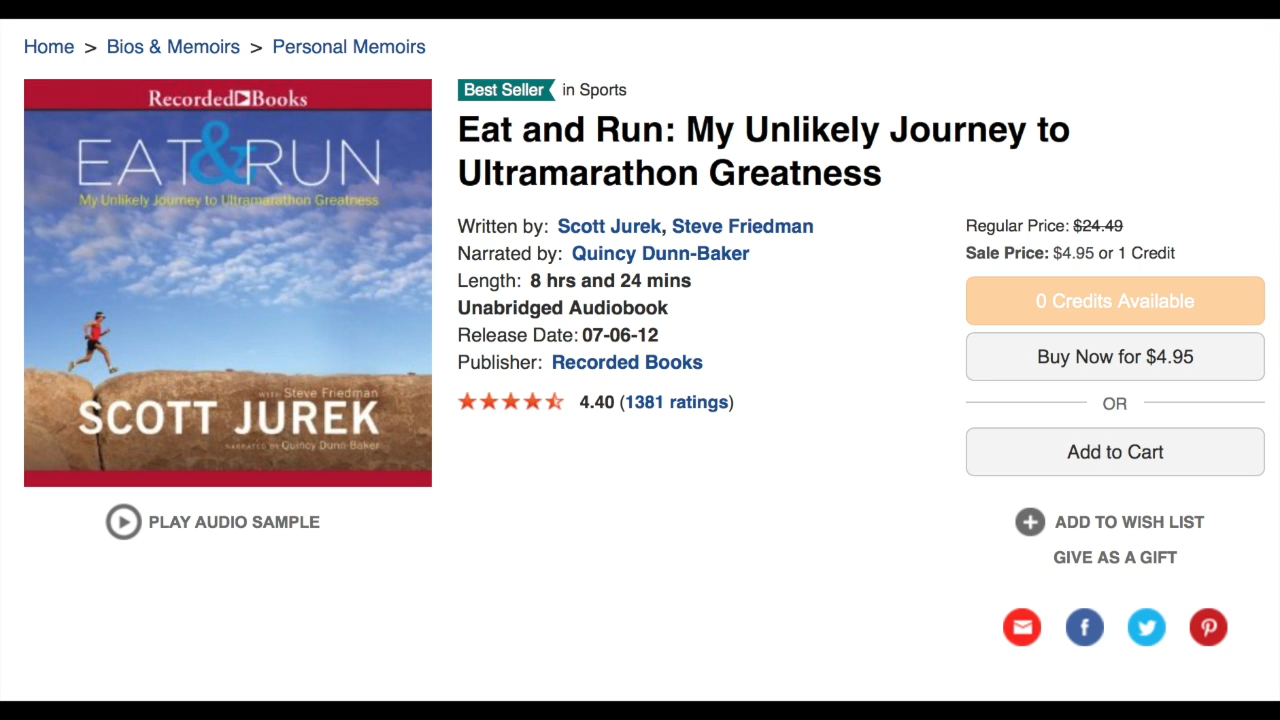 Home > Bios & Memoirs > Personal Memoirs
Recorded Books
EAT & RUN
My Unlikely Journey to Ultramarathon Greatness
WITH Steve Friedman
SCOTT JUREK
NARRATED BY Quincy Dunn-Baker
PLAY AUDIO SAMPLE
Best Seller in Sports
Eat and Run: My Unlikely Journey to
Ultramarathon Greatness
Written by: Scott Jurek, Steve Friedman
Narrated by: Quincy Dunn-Baker
Length: 8 hrs and 24 mins
Unabridged Audiobook
Release Date: 07-06-12
Publisher: Recorded Books
4.40 (1381 ratings)
Regular Price: $24.49
Sale Price: $4.95 or 1 Credit
0 Credits Available
Buy Now for $4.95
OR
Add to Cart
ADD TO WISH LIST
GIVE AS A GIFT